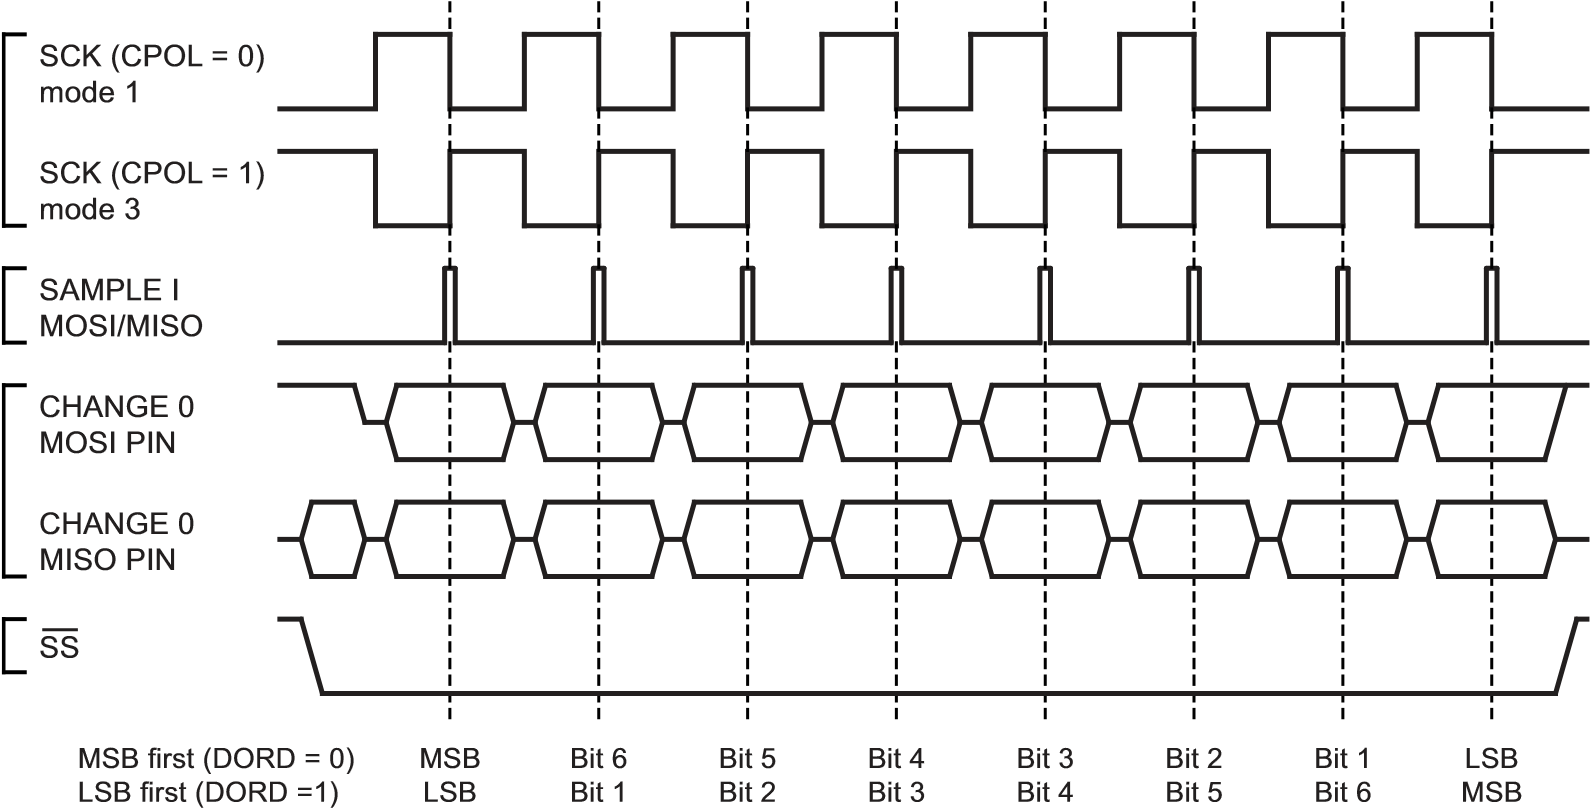 SCK (CPOL = 0)
mode 1
SCK (CPOL = 1)
mode 3
SAMPLE I
MOSI/MISO
CHANGE 0
MOSI PIN
CHANGE 0
MISO PIN
SS
MSB first (DORD = 0) MSB Bit 6 Bit 5 Bit 4 Bit 3 Bit 2 Bit 1 LSB
LSB first (DORD =1) LSB Bit 1 Bit 2 Bit 3 Bit 4 Bit 5 Bit 6 MSB